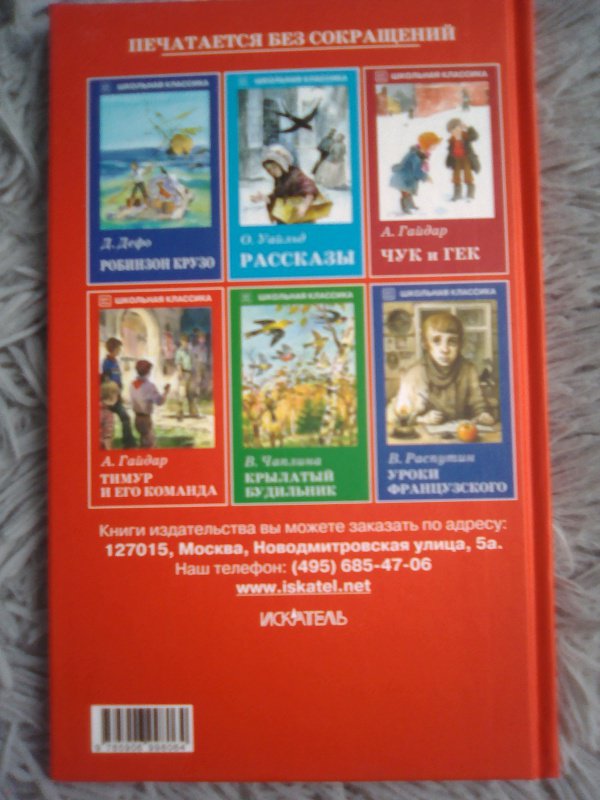 ПЕЧАТАЕТСЯ БЕЗ СОКРАЩЕНИЙ
ШКОЛЬНАЯ КЛАССИКА
Д. Дефо
РОБИНЗОН КРУЗО
ШКОЛЬНАЯ КЛАССИКА
О. Уайльд
РАССКАЗЫ
ШКОЛЬНАЯ КЛАССИКА
А. Гайдар
ЧУК и ГЕК
ШКОЛЬНАЯ КЛАССИКА
А. Гайдар
ТИМУР
И ЕГО КОМАНДА
ШКОЛЬНАЯ КЛАССИКА
В. Чаплина
КРЫЛАТЫЙ
БУДИЛЬНИК
ШКОЛЬНАЯ КЛАССИКА
В. Распутин
УРОКИ
ФРАНЦУЗСКОГО
Книги издательства вы можете заказать по адресу:
127015, Москва, Новодмитровская улица, 5а.
Наш телефон: (495) 685-47-06
www.iskatel.net
ИСКАТЕЛЬ